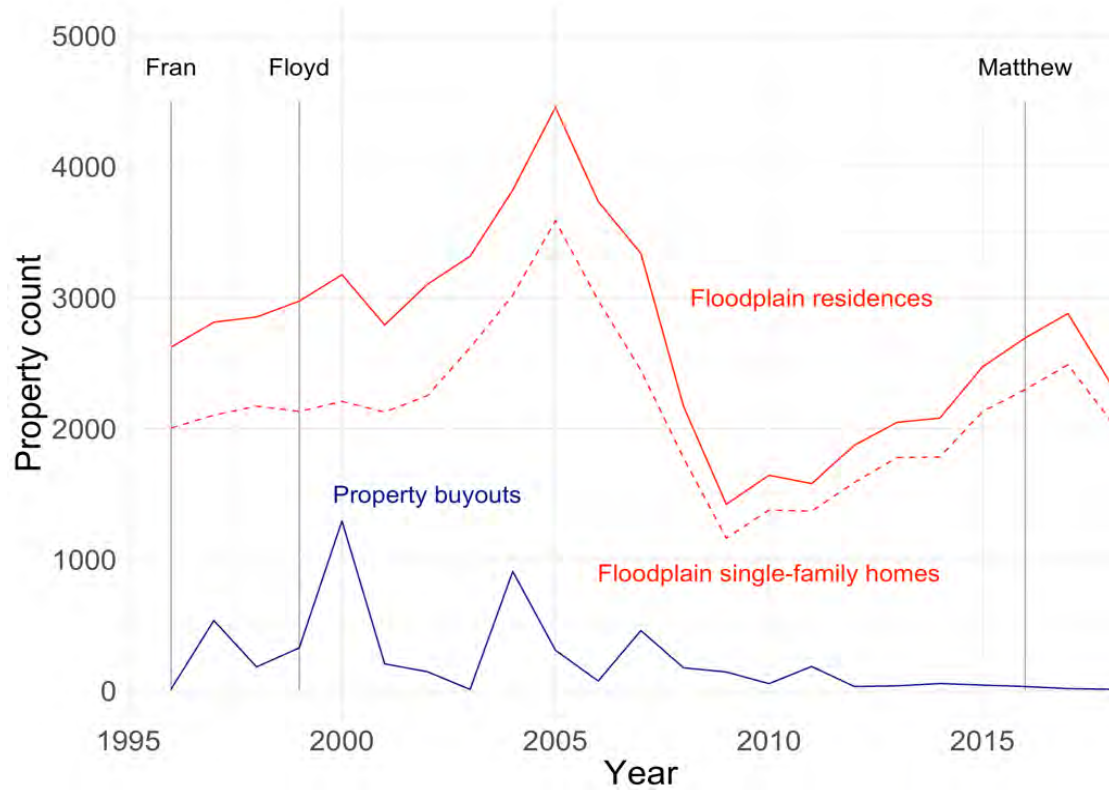 5000
Fran
Floyd
Matthew
4000
3000
Floodplain residences
2000
Property buyouts
1000
Floodplain single-family homes
0
Property count
1995
2000
2005
2010
2015
Year